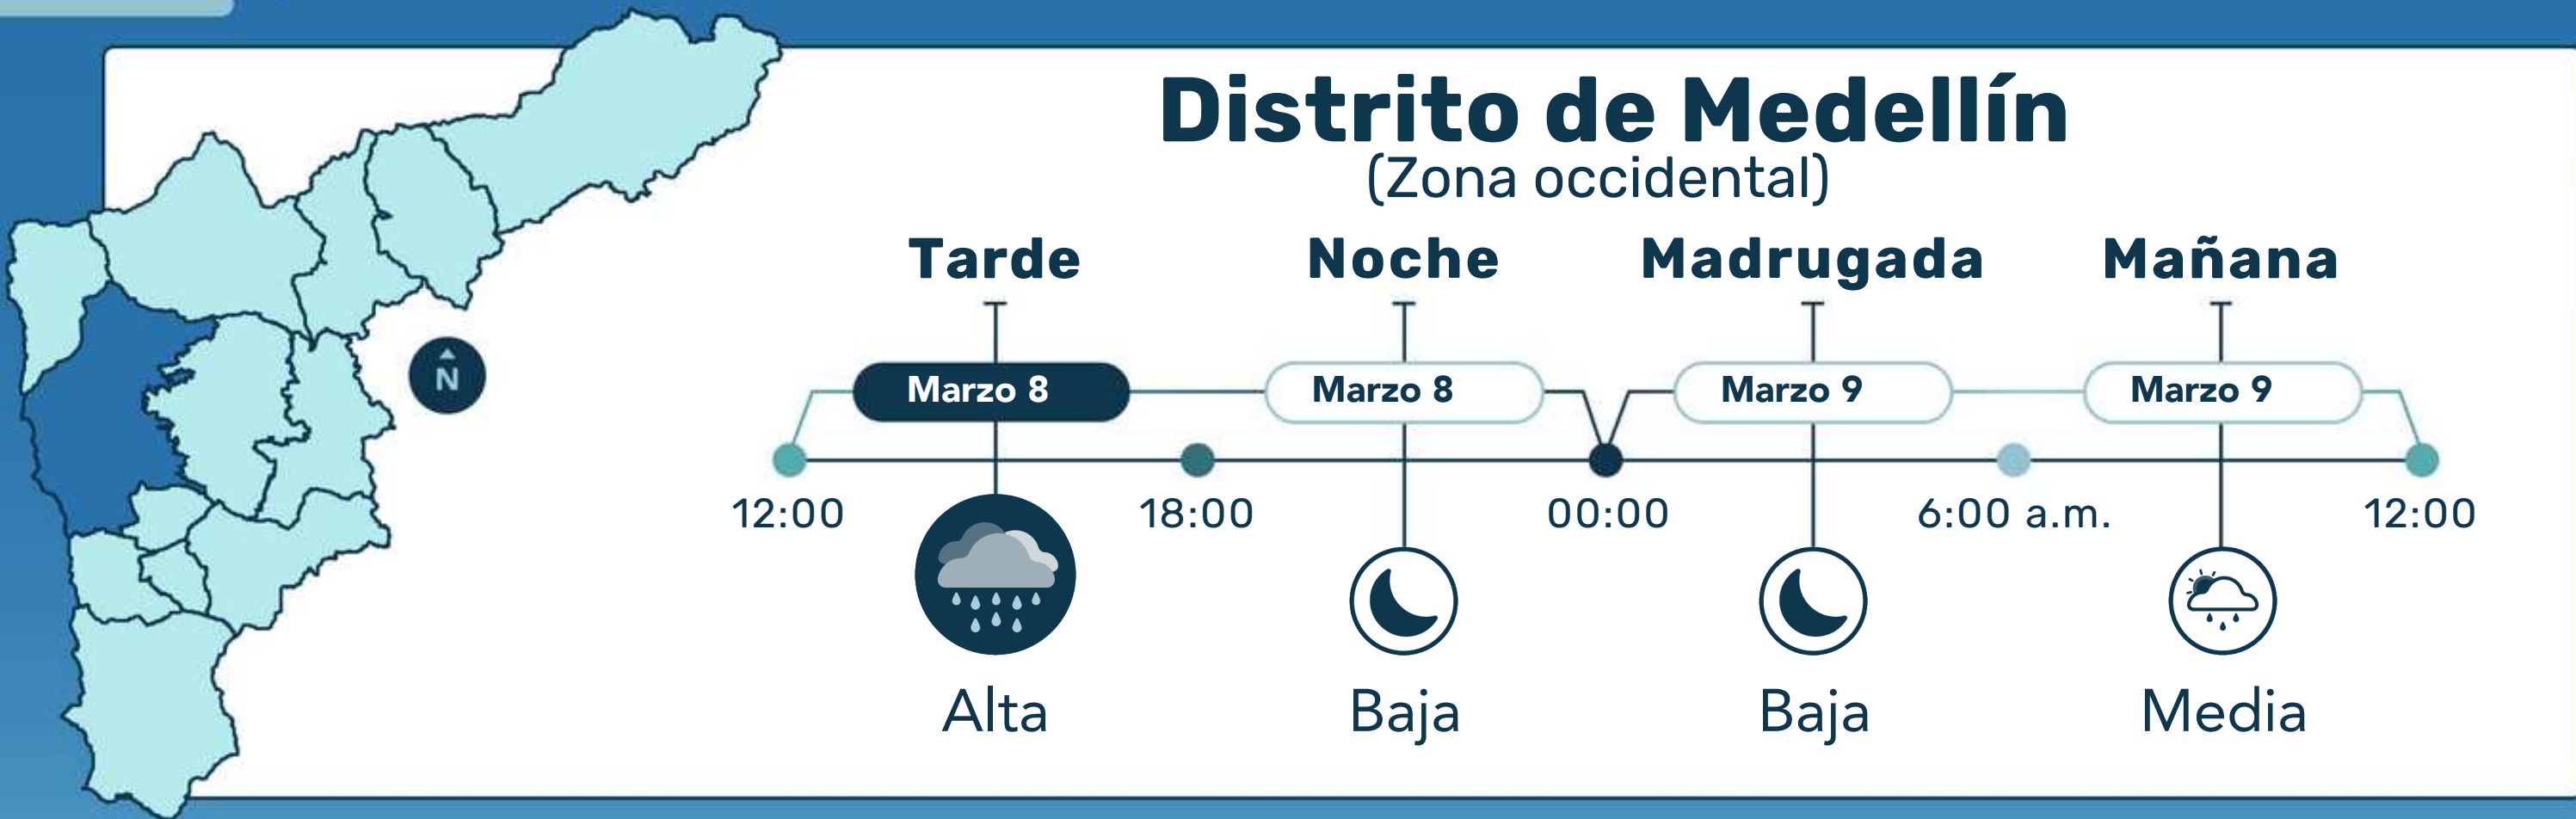 Distrito de Medellín
(Zona occidental)
Tarde Noche Madrugada Mañana
N
Marzo 8 Marzo 8 Marzo 9 Marzo 9
12:00 18:00 00:00 6:00 a.m. 12:00
Alta Baja Baja Media